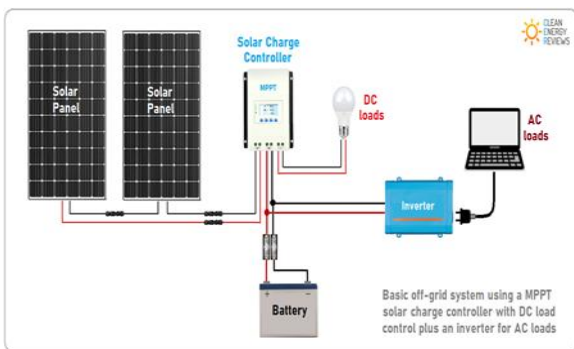 CLEAN
ENERGY
REVIEWS
Solar Charge
Controller
Solar
Panel
Solar
Panel
MPPT
DC
loads
AC
loads
Inverter
Battery
+ −
Basic off-grid system using a MPPT
solar charge controller with DC load
control plus an inverter for AC loads